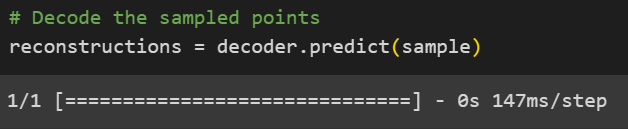 # Decode the sampled points
reconstructions = decoder.predict(sample)
1/1 [==============================] - 0s 147ms/step